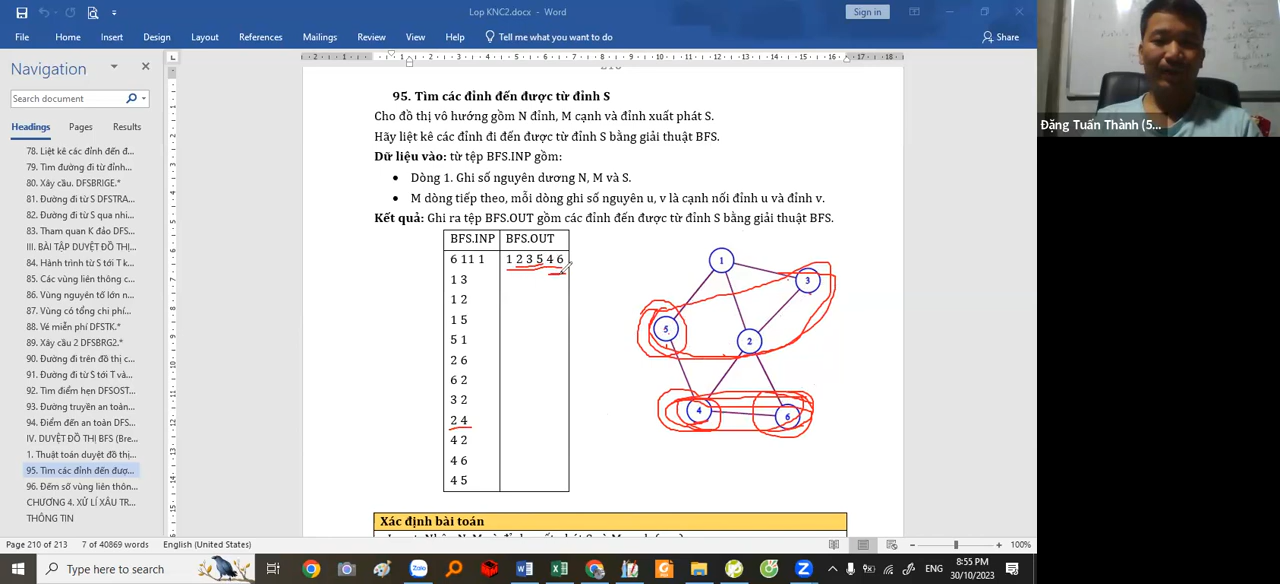 Lop KNC2.docx - Word
Sign in
File Home Insert Design Layout References Mailings Review View Help Tell me what you want to do Share
Navigation
Search document
Headings Pages Results
78. Liệt kê các đỉnh đến đ...
79. Tìm đường đi từ đỉnh...
80. Xây cầu. DFSBRIGE.*
81. Đường đi từ S DFSTRA...
82. Đường đi từ S qua nhi...
83. Tham quan K đảo DFS...
III. BÀI TẬP DUYỆT ĐỒ TH...
84. Hành trình từ S tới T k...
85. Các vùng liên thông c...
86. Vùng nguyên tố lớn n...
87. Vùng có tổng chi phí...
88. Vé miễn phí DFSTK.*
89. Xây cầu 2 DFSBRG2.*
90. Đường đi trên đồ thị c...
91. Đường đi từ S tới T và...
92. Tìm điểm hẹn DFSOST...
93. Đường truyền an toàn...
94. Điểm đến an toàn DFS...
IV. DUYỆT ĐỒ THỊ BFS (Bre...
1. Thuật toán duyệt đồ thị...
95. Tìm các đỉnh đến đượ...
96. Đếm số vùng liên thôn...
CHƯƠNG 4. XỬ LÍ XÂU TR...
THÔNG TIN
95. Tìm các đỉnh đến được từ đỉnh S
Cho đồ thị vô hướng gồm N đỉnh, M cạnh và đỉnh xuất phát S.
Hãy liệt kê các đỉnh đi đến được từ đỉnh S bằng giải thuật BFS.
Dữ liệu vào: từ tệp BFS.INP gồm:
• Dòng 1. Ghi số nguyên dương N, M và S.
• M dòng tiếp theo, mỗi dòng ghi số nguyên u, v là cạnh nối đỉnh u và đỉnh v.
Kết quả: Ghi ra tệp BFS.OUT gồm các đỉnh đến được từ đỉnh S bằng giải thuật BFS.
BFS.INP BFS.OUT
6 11 1 1 2 3 5 4 6
1 3
1 2
1 5
5 1
2 6
6 2
3 2
2 4
4 2
4 6
4 5
1
3
5
2
4
6
Xác định bài toán
Đặng Tuấn Thành (5...
Page 210 of 213 7 of 40869 words English (United States) 100%
Type here to search
Zalo
ENG
8:55 PM
30/10/2023